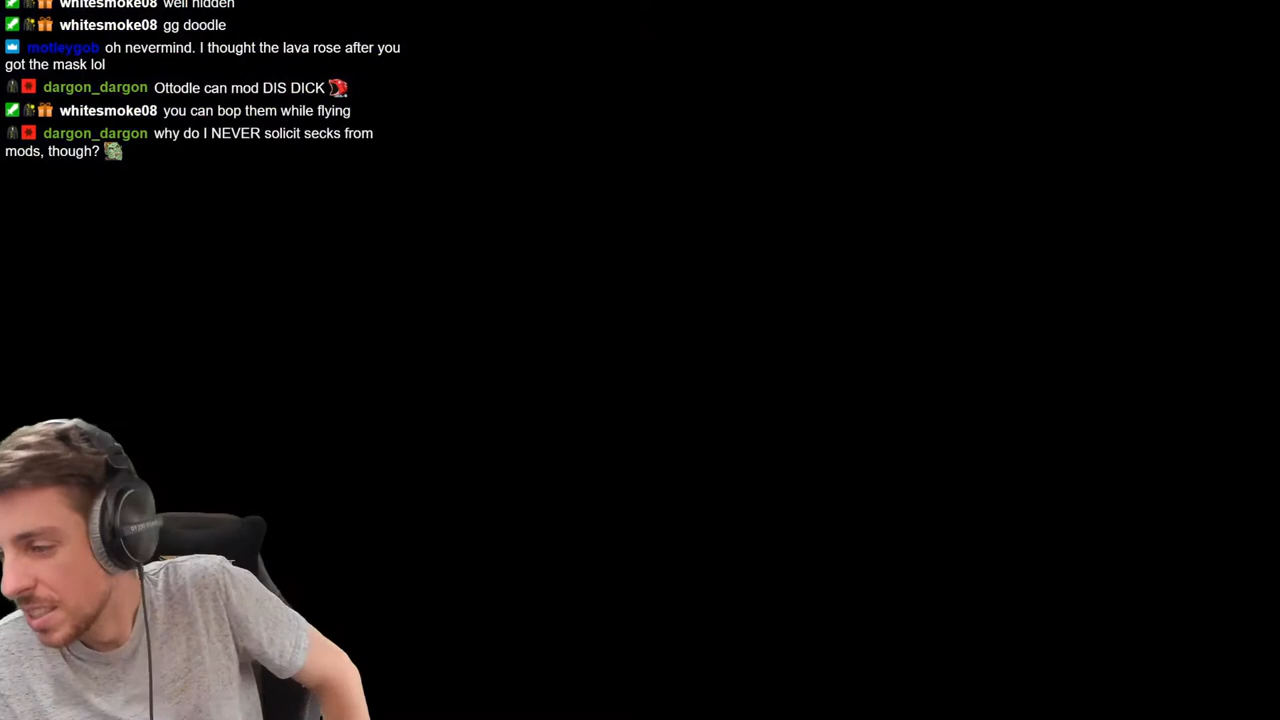 whitesmoke08 well hidden
whitesmoke08 gg doodle
motleygob oh nevermind. I thought the lava rose after you
got the mask lol
dargon_dargon Ottodle can mod DIS DICK
whitesmoke08 you can bop them while flying
dargon_dargon why do I NEVER solicit secks from
mods, though?